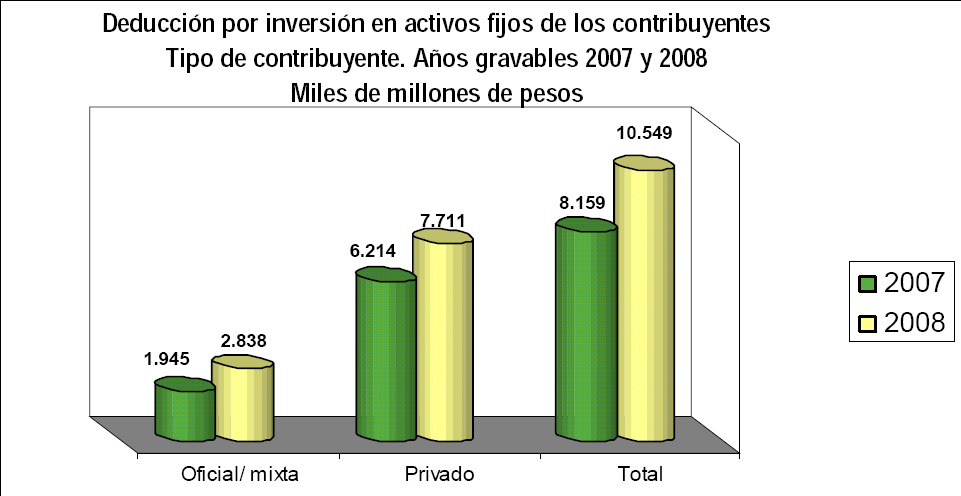 Deducción por inversión en activos fijos de los contribuyentes
Tipo de contribuyente. Años gravables 2007 y 2008
Miles de millones de pesos
10.549
8.159
7.711
6.214
2.838
1.945
2007
2008
Oficial/ mixta
Privado
Total